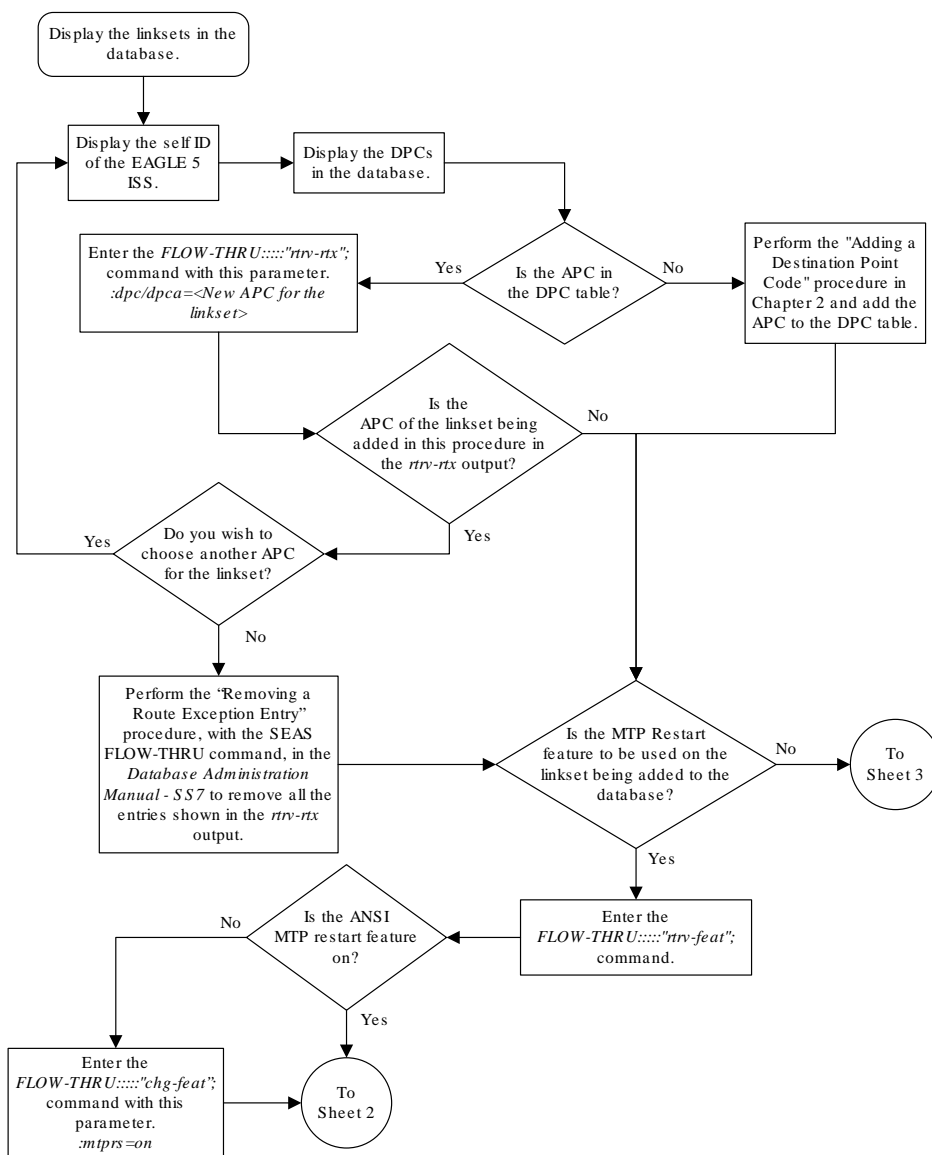 Display the linksets in the
database.
Display the self ID
of the EAGLE 5
ISS.
Display the DPCs
in the database.
Is the APC in
the DPC table?
Yes
No
Enter the FLOW-THRU:::::"rtrv-rtx";
command with this parameter.
:dpc/dpca=<New APC for the
linkset>
Perform the "Adding a
Destination Point
Code" procedure in
Chapter 2 and add the
APC to the DPC table.
Is the
APC of the linkset being
added in this procedure in
the rtrv-rtx output?
No
Yes
Do you wish to
choose another APC
for the linkset?
Yes
No
Perform the “Removing a
Route Exception Entry”
procedure, with the SEAS
FLOW-THRU command, in the
Database Administration
Manual - SS7 to remove all the
entries shown in the rtrv-rtx
output.
Is the MTP Restart
feature to be used on the
linkset being added to the
database?
No
To
Sheet 3
Yes
Enter the
FLOW-THRU:::::"rtrv-feat";
command.
Is the ANSI
MTP restart feature
on?
No
Yes
Enter the
FLOW-THRU:::::"chg-feat";
command with this
parameter.
:mtprs=on
To
Sheet 2